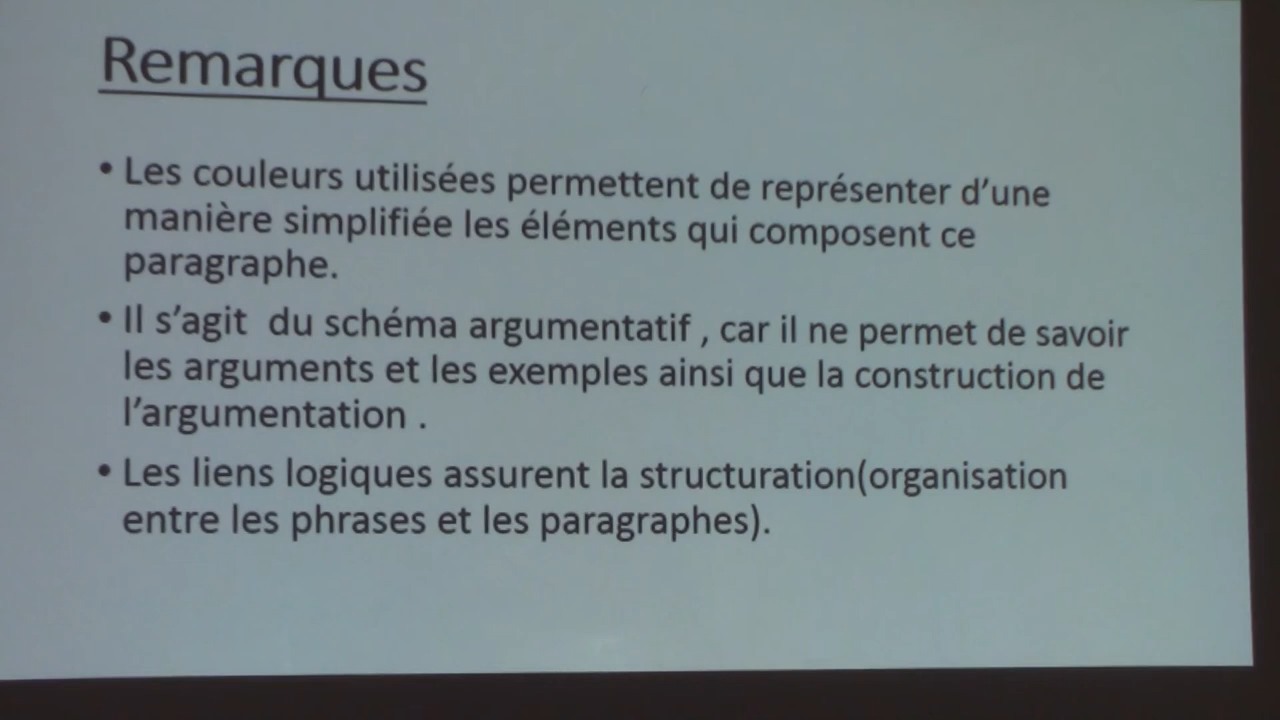 Remarques
• Les couleurs utilisées permettent de représenter d’une
manière simplifiée les éléments qui composent ce
paragraphe.
• Il s’agit  du schéma argumentatif , car il ne permet de savoir
les arguments et les exemples ainsi que la construction de
l’argumentation .
• Les liens logiques assurent la structuration(organisation
entre les phrases et les paragraphes).